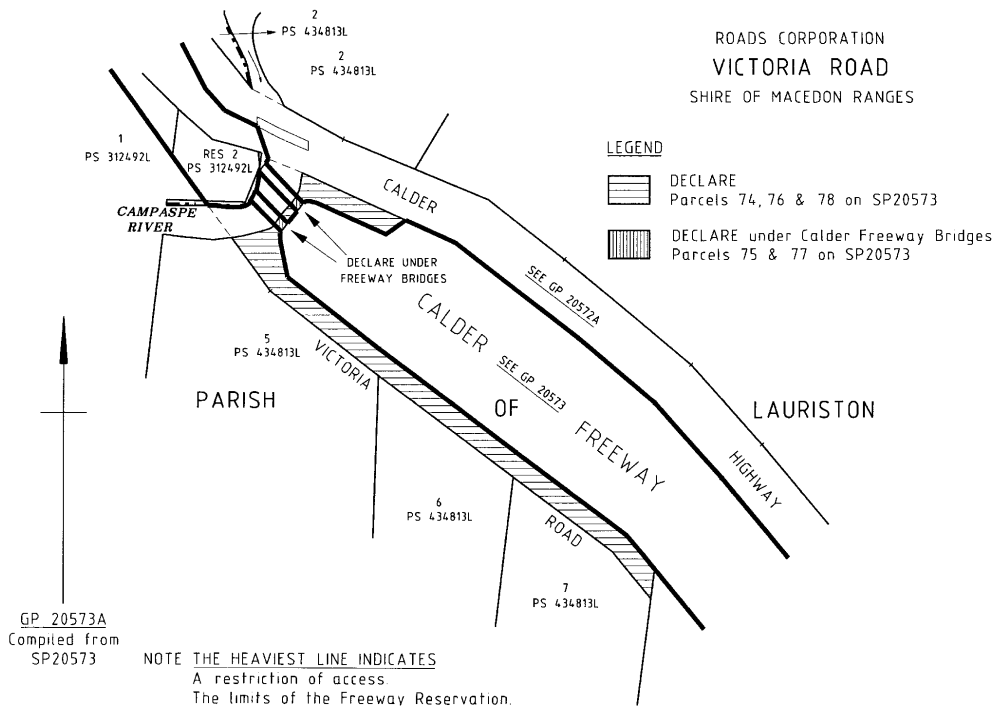 2
PS 434813L
2
PS 434813L
ROADS CORPORATION
VICTORIA ROAD
SHIRE OF MACEDON RANGES
LEGEND
DECLARE
Parcels 74, 76 & 78 on SP20573
DECLARE under Calder Freeway Bridges
Parcels 75 & 77 on SP20573
1
PS 312492L
RES 2
PS 312492L
CAMPASPE
RIVER
CALDER
DECLARE UNDER
FREEWAY BRIDGES
SEE GP 20572A
CALDER
SEE GP 20573
FREEWAY
HIGHWAY
5
PS 434813L
VICTORIA
ROAD
PARISH
OF
LAURISTON
6
PS 434813L
7
PS 434813L
GP 20573A
Compiled from
SP20573
NOTE THE HEAVIEST LINE INDICATES
A restriction of access.
The limits of the Freeway Reservation.